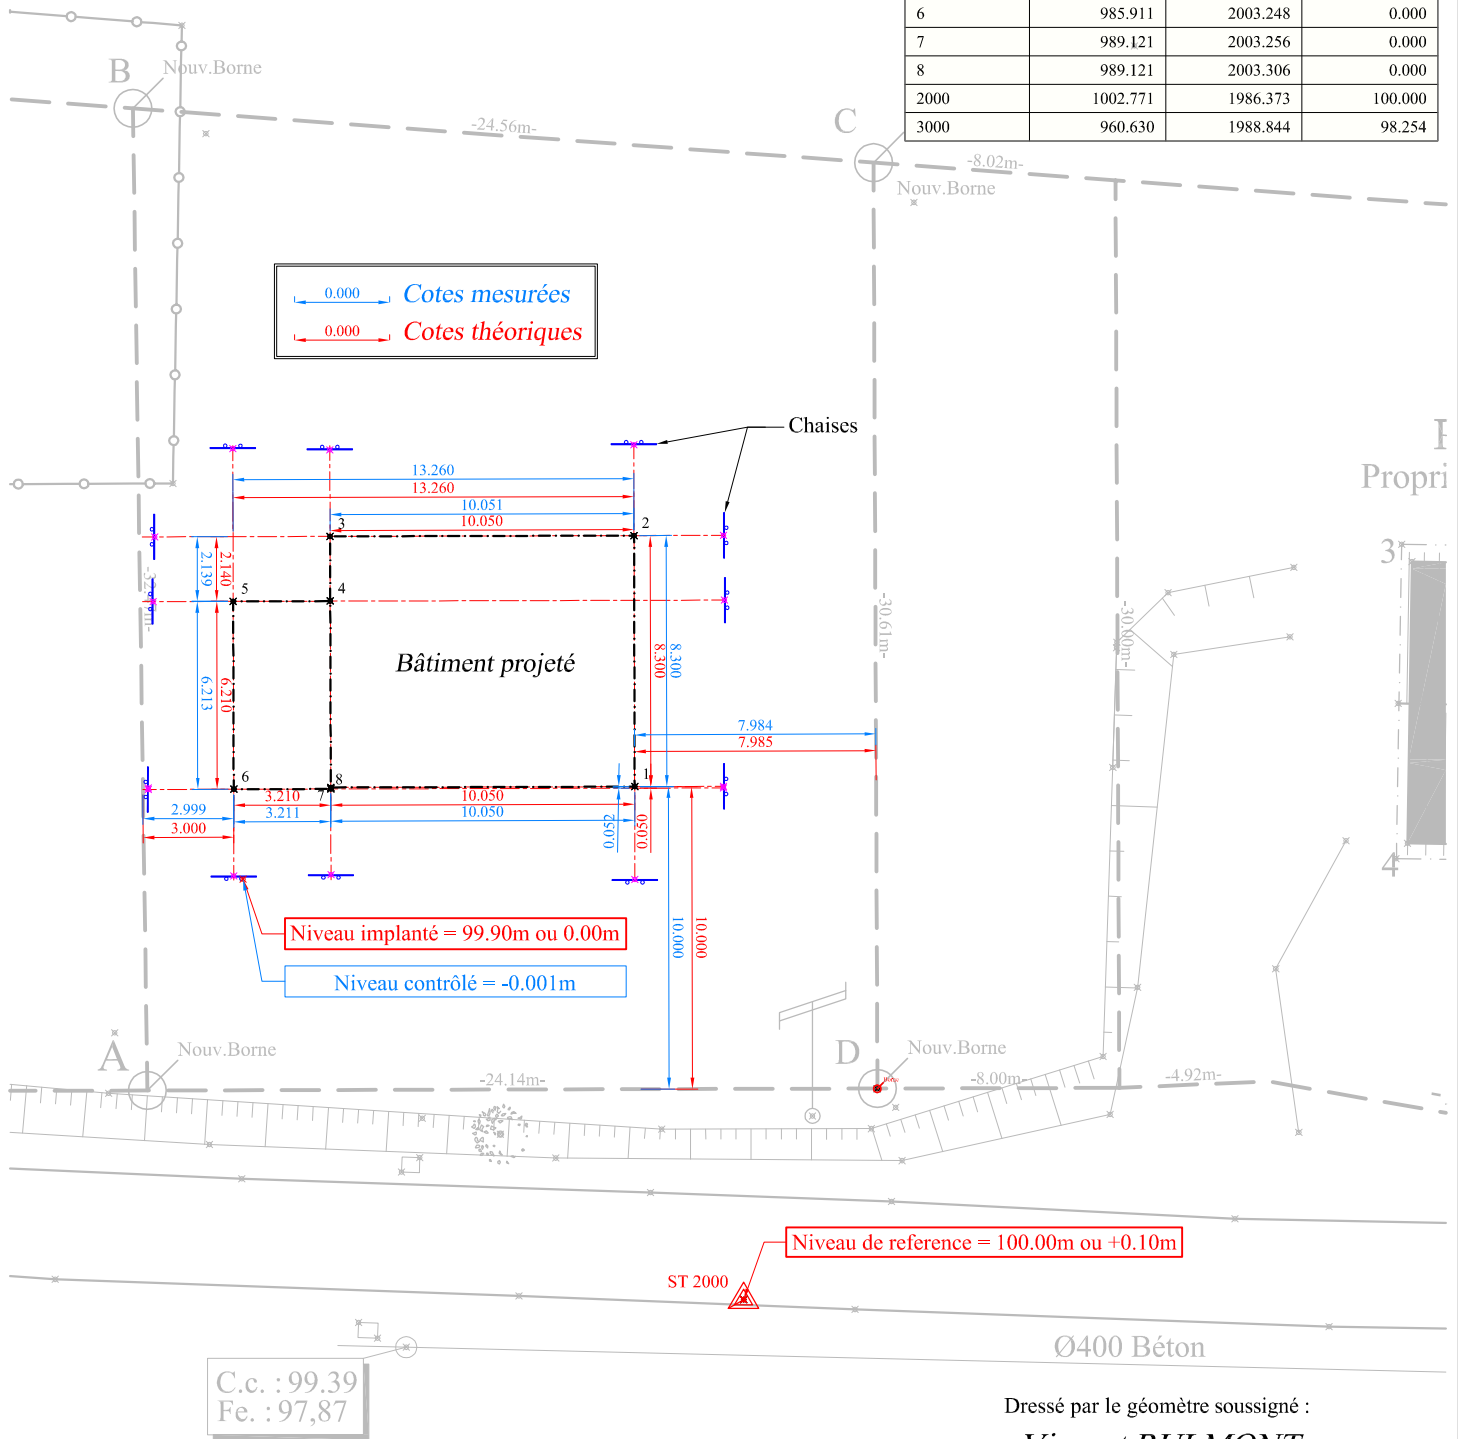 6 985.911 2003.248 0.000
7 989.121 2003.256 0.000
8 989.121 2003.306 0.000
2000 1002.771 1986.373 100.000
3000 960.630 1988.844 98.254
B
Nouv.Borne
-24.56m-
C
-8.02m-
Nouv.Borne
0.000 Cotes mesurées
0.000 Cotes théoriques
Chaises
13.260
13.260
10.051
10.050
3
2
2.139
2.140
5
4
-30.61m-
-30.00m-
Propri
3
Bâtiment projeté
8.300
8.300
6.213
6.210
7.984
7.985
6
8
7
1
2.999
3.000
3.210
3.211
10.050
10.050
0.052
0.050
4
10.000
10.000
Niveau implanté = 99.90m ou 0.00m
Niveau contrôlé = -0.001m
A
Nouv.Borne
D
Nouv.Borne
-24.14m-
-8.00m-
-4.92m-
Niveau de reference = 100.00m ou +0.10m
ST 2000
Ø400 Béton
C.c. : 99.39
Fe. : 97,87
Dressé par le géomètre soussigné :